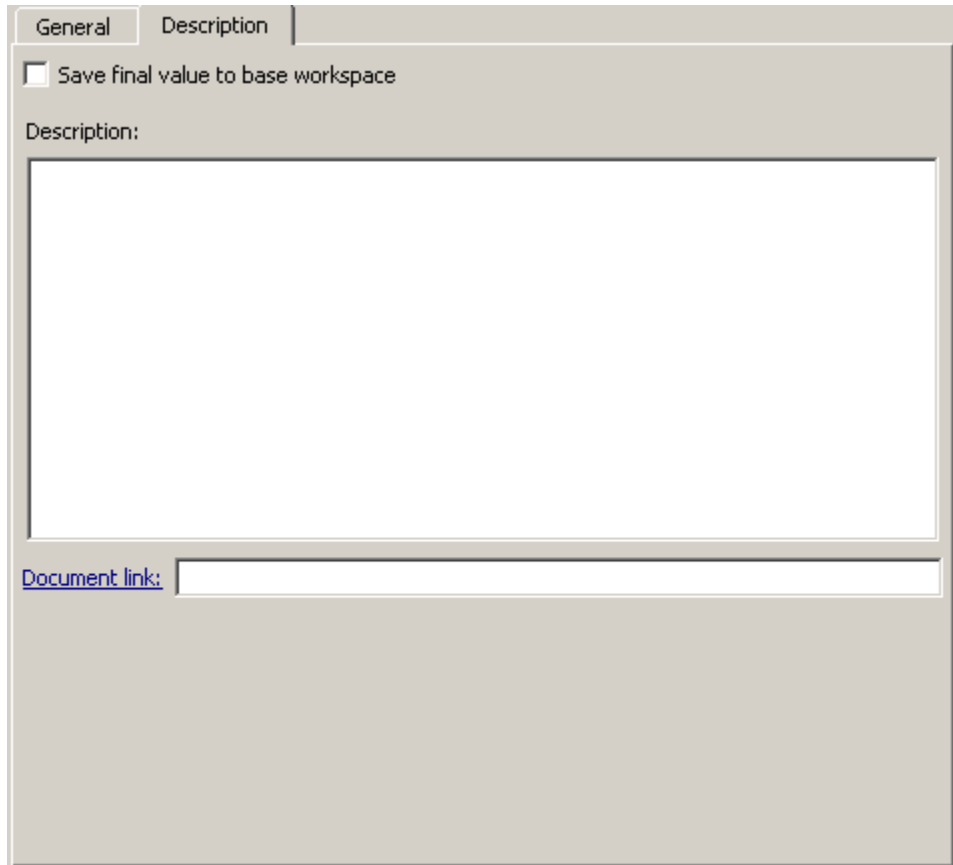 General Description
Save final value to base workspace
Description:
Document link: